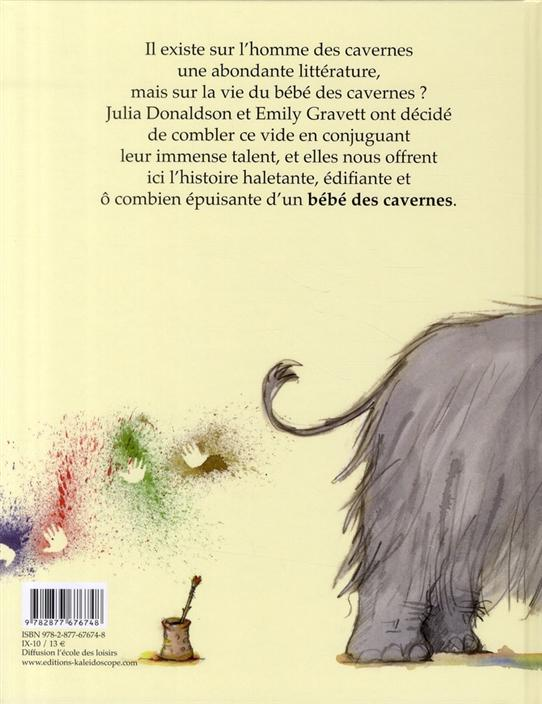 Il existe sur l'homme des cavernes
une abondante littérature,
mais sur la vie du bébé des cavernes ?
Julia Donaldson et Emily Gravett ont décidé
de combler ce vide en conjuguant
leur immense talent, et elles nous offrent
ici l'histoire haletante, édifiante et
ô combien épuisante d'un bébé des cavernes.
9 782877 676748
ISBN 978-2-877-67674-8
IX-10 / 13 €
Diffusion l'école des loisirs
www.editions-kaleidoscope.com